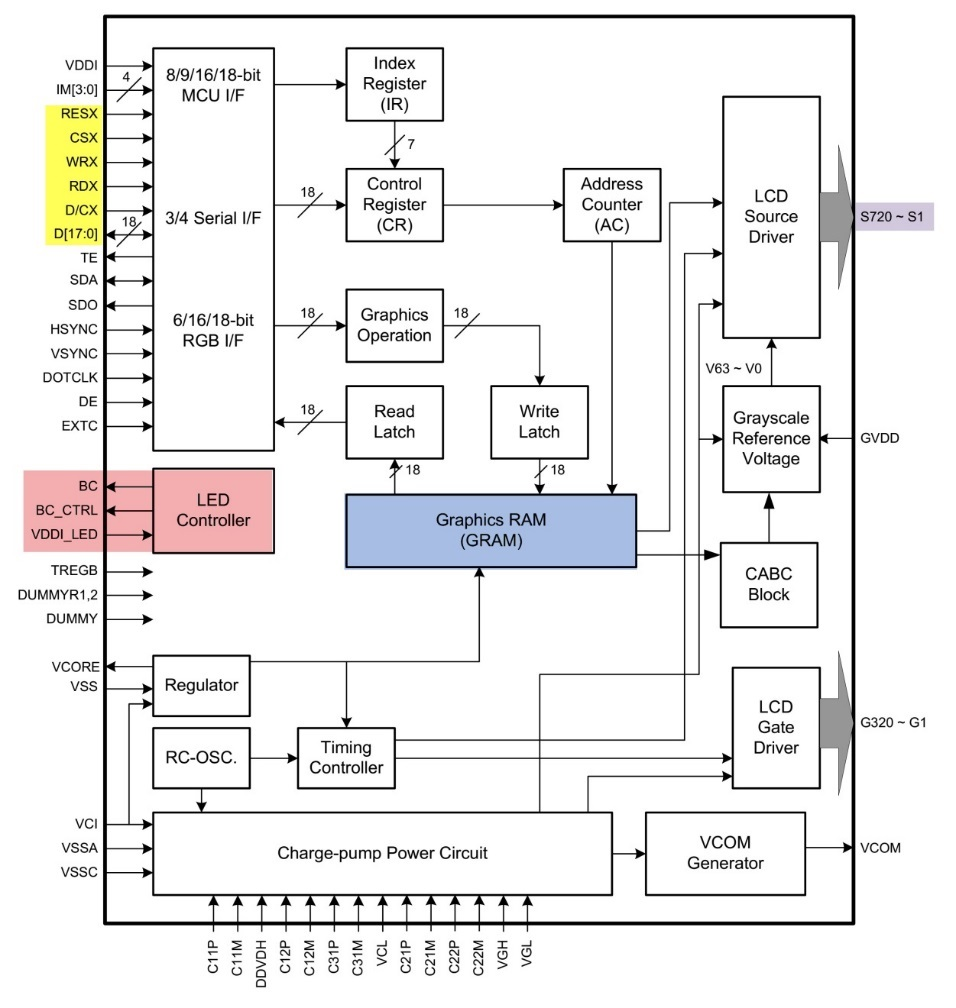 VDDI
IM[3:0]
RESX
CSX
WRX
RDX
D/CX
D[17:0]
TE
SDA
SDO
HSYNC
VSYNC
DOTCLK
DE
EXTC
4
18
8/9/16/18-bit
MCU I/F
3/4 Serial I/F
6/16/18-bit
RGB I/F
Index
Register
(IR)
7
18
Control
Register
(CR)
Address
Counter
(AC)
18
Graphics
Operation
18
18
Read
Latch
Write
Latch
18
18
Graphics RAM
(GRAM)
LCD
Source
Driver
S720 ~ S1
V63 ~ V0
Grayscale
Reference
Voltage
GVDD
CABC
Block
BC
BC_CTRL
VDDI_LED
LED
Controller
TREGB
DUMMYR1,2
DUMMY
VCORE
VSS
Regulator
RC-OSC.
Timing
Controller
LCD
Gate
Driver
G320 ~ G1
VCI
VSSA
VSSC
Charge-pump Power Circuit
VCOM
Generator
VCOM
C11P
C11M
DDVDH
C12P
C12M
C31P
C31M
VCL
C21P
C21M
C22P
C22M
VGH
VGL